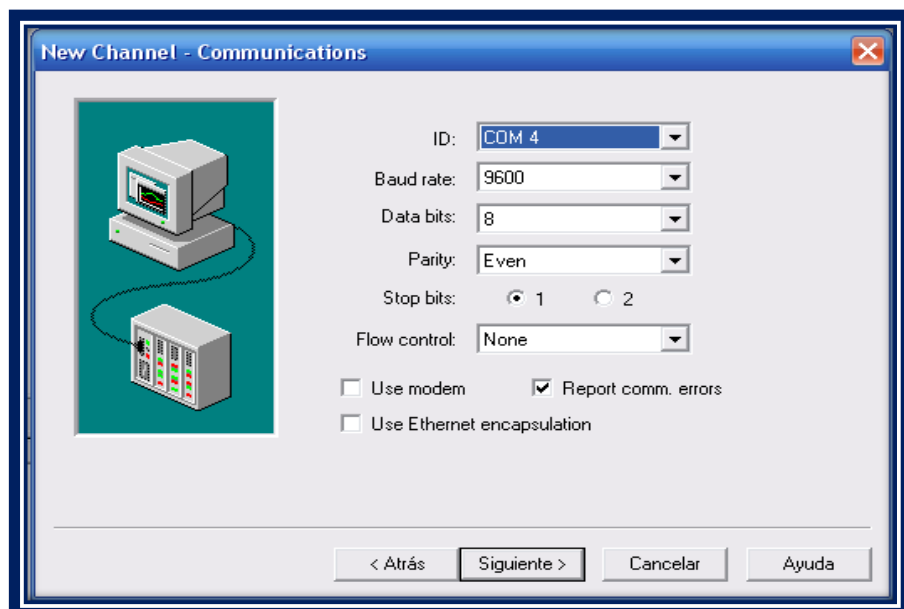 New Channel - Communications
ID: COM 4
Baud rate: 9600
Data bits: 8
Parity: Even
Stop bits: 1 2
Flow control: None
Use modem Report comm. errors
Use Ethernet encapsulation
< Atrás Siguiente > Cancelar Ayuda